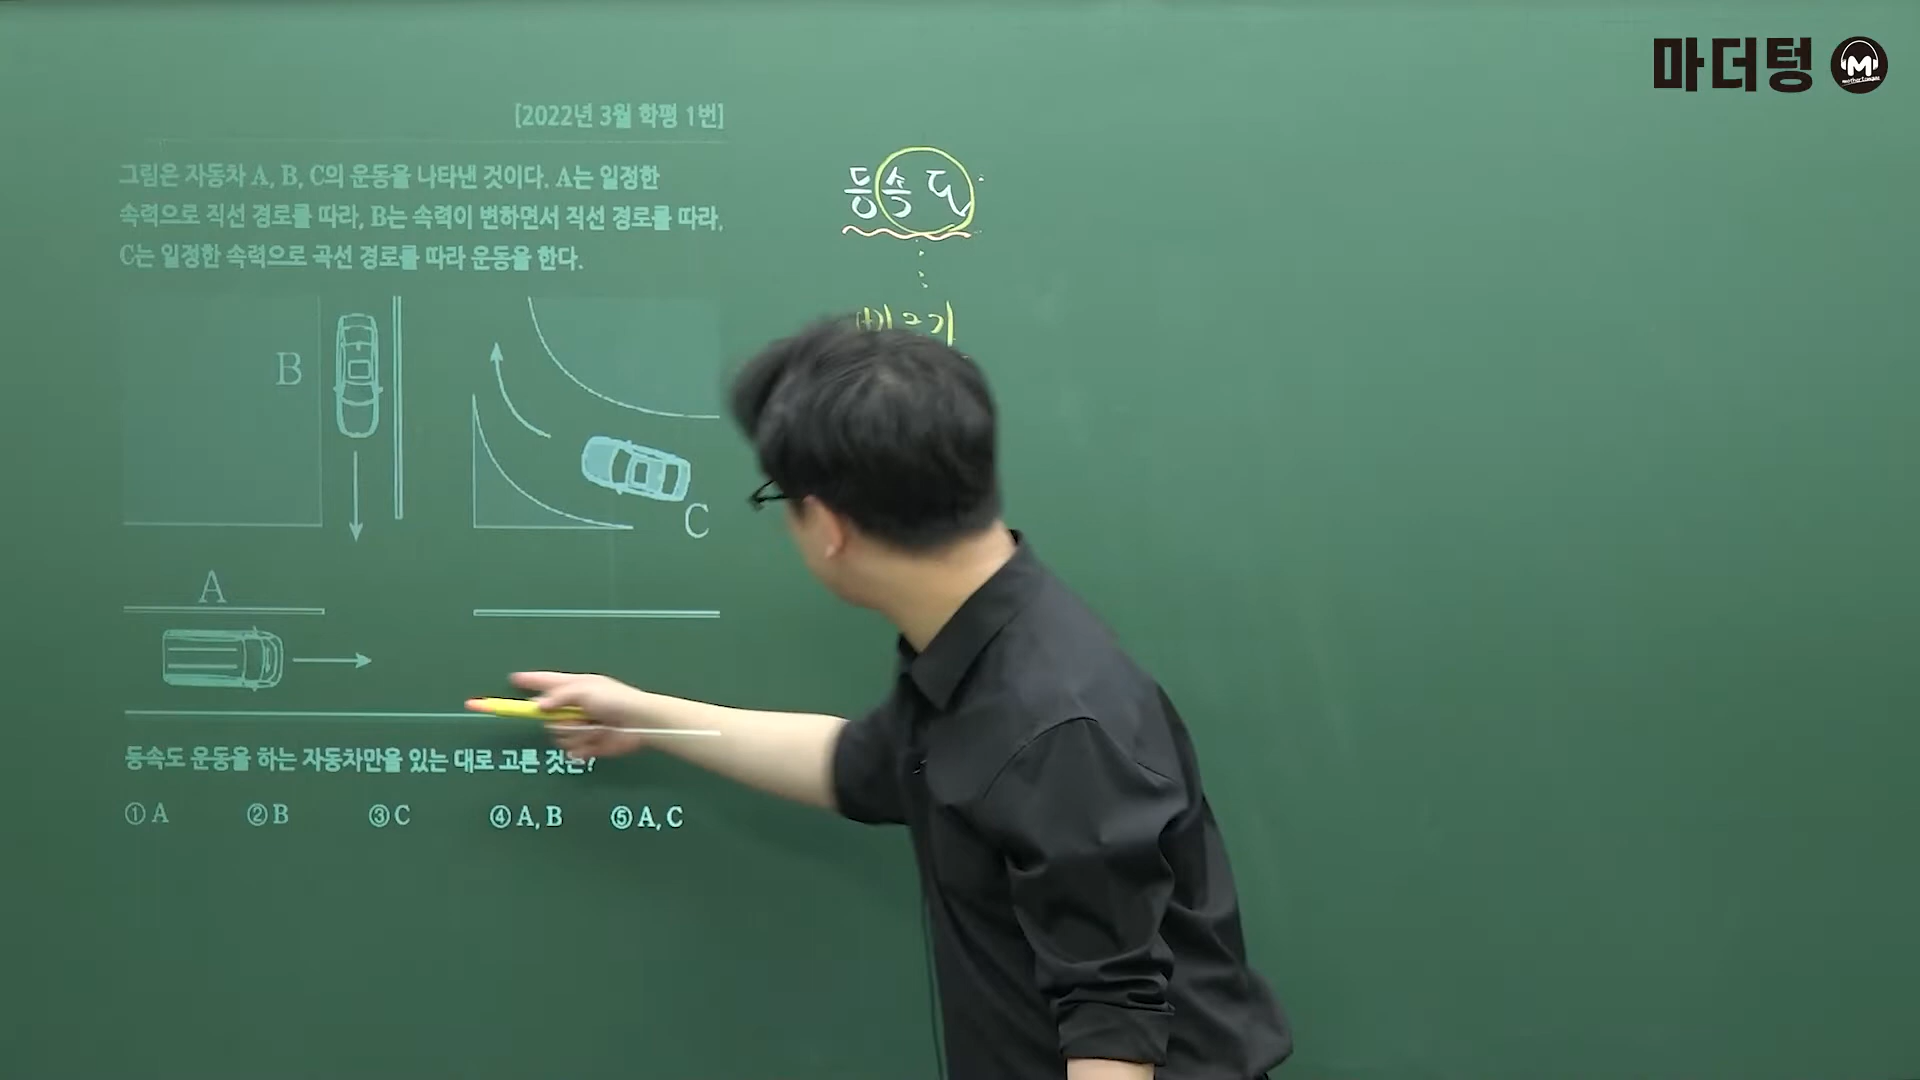 마더텅
[2022년 3월 학평 1번]
그림은 자동차 A, B, C의 운동을 나타낸 것이다. A는 일정한
속력으로 직선 경로를 따라, B는 속력이 변하면서 직선 경로를 따라,
C는 일정한 속력으로 곡선 경로를 따라 운동을 한다.
등속도
B
C
A
등속도 운동을 하는 자동차만을 있는 대로 고른 것은?
① A ② B ③ C ④ A, B ⑤ A, C